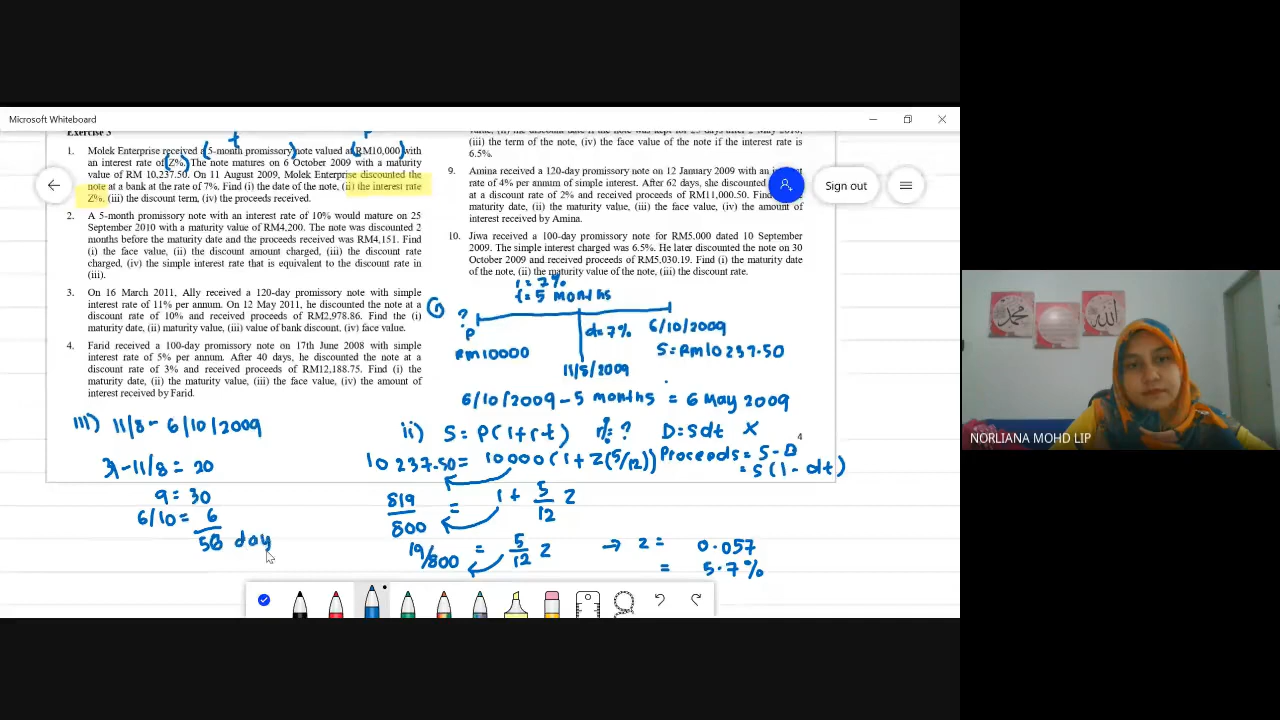 Microsoft Whiteboard
Exercise 3
1. Molek Enterprise received a 5-month promissory note valued at RM10,000 with
an interest rate of Z%. The note matures on 6 October 2009 with a maturity
value of RM 10,237.50. On 11 August 2009, Molek Enterprise discounted the
note at a bank at the rate of 7%. Find (i) the date of the note, (ii) the interest rate
Z%, (iii) the discount term, (iv) the proceeds received.
2. A 5-month promissory note with an interest rate of 10% would mature on 25
September 2010 with a maturity value of RM4,200. The note was discounted 2
months before the maturity date and the proceeds received was RM4,151. Find
(i) the face value, (ii) the discount amount charged, (iii) the discount rate
charged, (iv) the simple interest rate that is equivalent to the discount rate in
(iii).
3. On 16 March 2011, Ally received a 120-day promissory note with simple
interest rate of 11% per annum. On 12 May 2011, he discounted the note at a
discount rate of 10% and received proceeds of RM2,978.86. Find the (i)
maturity date, (ii) maturity value, (iii) value of bank discount, (iv) face value.
4. Farid received a 100-day promissory note on 17th June 2008 with simple
interest rate of 5% per annum. After 40 days, he discounted the note at a
discount rate of 3% and received proceeds of RM12,188.75. Find (i) the
maturity date, (ii) the maturity value, (iii) the face value, (iv) the amount of
interest received by Farid.
iii) 11/8 - 6/10/2009
31 - 11/8 = 20
9 = 30
6/10 = 6
56 day
(iii) the term of the note, (iv) the face value of the note if the interest rate is
6.5%.
9. Amina received a 120-day promissory note on 12 January 2009 with an interest
rate of 4% per annum of simple interest. After 62 days, she discounted
at a discount rate of 2% and received proceeds of RM11,000.50. Find
maturity date, (ii) the maturity value, (iii) the face value, (iv) the amount of
interest received by Amina.
10. Jiwa received a 100-day promissory note for RM5,000 dated 10 September
2009. The simple interest charged was 6.5%. He later discounted the note on 30
October 2009 and received proceeds of RM5,030.19. Find (i) the maturity date
of the note, (ii) the maturity value of the note, (iii) the discount rate.
i = 7%
t = 5 months
i) ?
P
RM10000
d = 7%
11/8/2009
6/10/2009
S = RM10 237.50
6/10/2009 - 5 months = 6 May 2009
4
ii) S = P(1+r·t) r = ? D = Sdt X
10 237.50 = 10000(1 + Z(5/12)) Proceeds = S - D
= S(1 - dt)
819/800 = 1 + 5/12 Z
19/800 = 5/12 Z → Z = 0.057
= 5.7%
Sign out
NORLIANA MOHD LIP